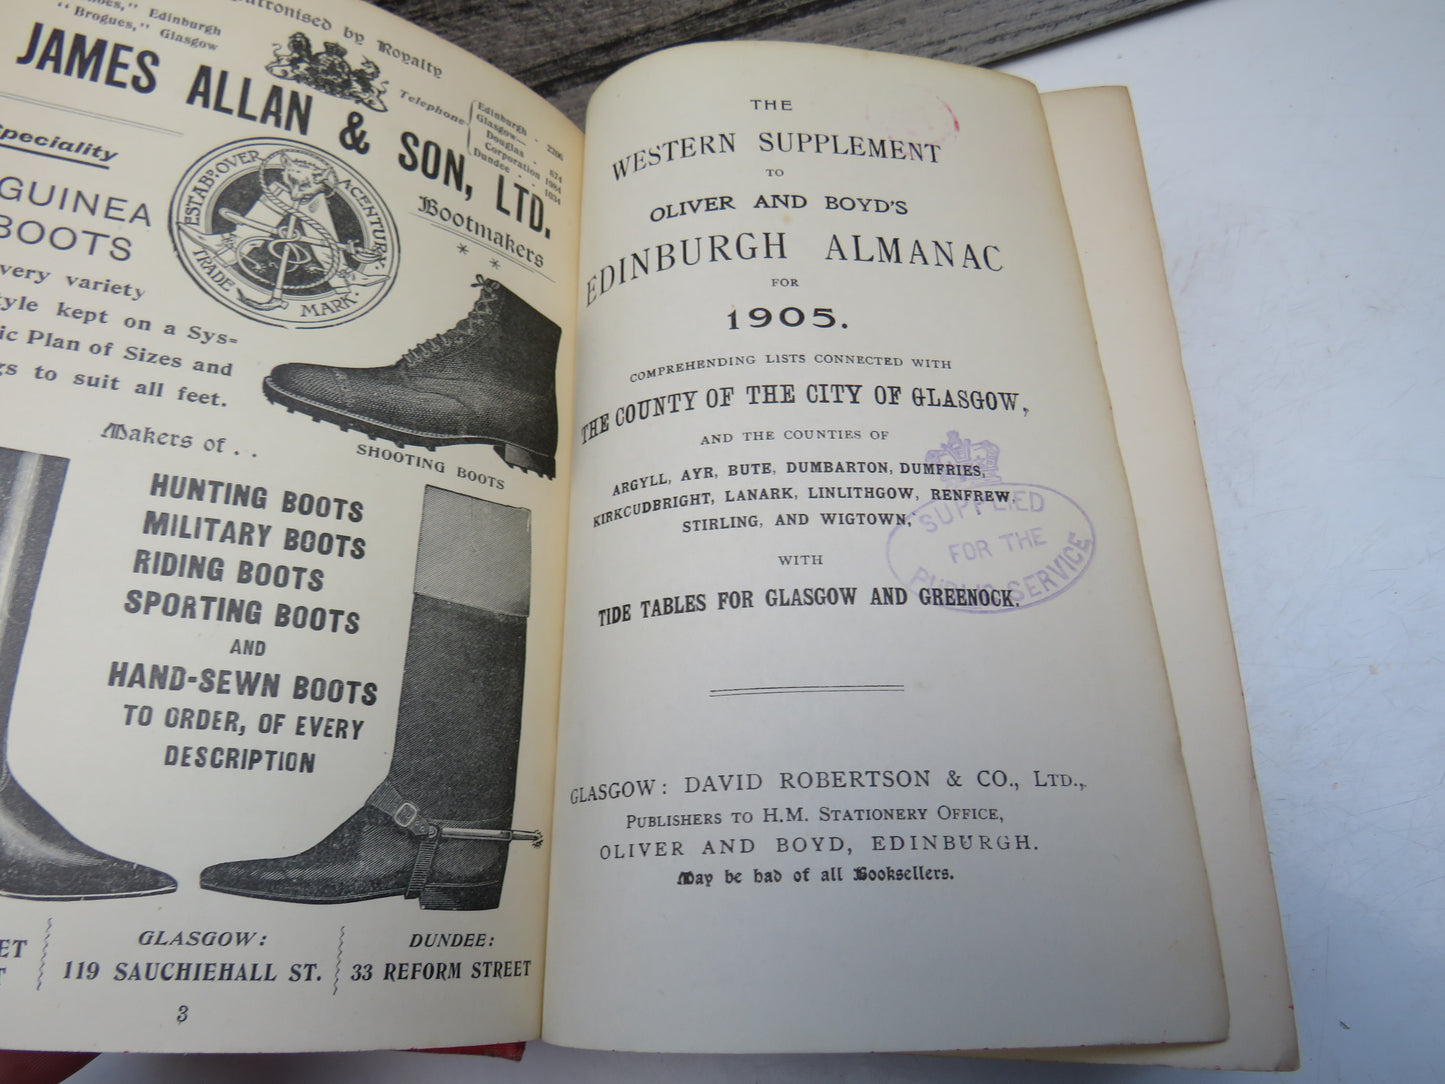 Patronised by Royalty
Edinburgh
"Brogues," Glasgow
JAMES ALLAN & SON, LTD.
Telephone
Edinburgh - 2206
Glasgow—
Douglas - 674
Corporation 1984
Dundee - - 1034
Bootmakers
Speciality
GUINEA
BOOTS
ESTABD. OVER A CENTURY.
TRADE MARK.
very variety
tyle kept on a Sys=
ic Plan of Sizes and
gs to suit all feet.
SHOOTING BOOTS
Makers of . .
HUNTING BOOTS
MILITARY BOOTS
RIDING BOOTS
SPORTING BOOTS
AND
HAND-SEWN BOOTS
TO ORDER, OF EVERY
DESCRIPTION
GLASGOW:
119 SAUCHIEHALL ST.
DUNDEE:
33 REFORM STREET
3
THE
WESTERN SUPPLEMENT
TO
OLIVER AND BOYD'S
EDINBURGH ALMANAC
FOR
1905.
COMPREHENDING LISTS CONNECTED WITH
THE COUNTY OF THE CITY OF GLASGOW,
AND THE COUNTIES OF
ARGYLL, AYR, BUTE, DUMBARTON, DUMFRIES,
KIRKCUDBRIGHT, LANARK, LINLITHGOW, RENFREW,
STIRLING, AND WIGTOWN,
WITH
TIDE TABLES FOR GLASGOW AND GREENOCK.
SUPPLIED
FOR THE
PUBLIC SERVICE
GLASGOW: DAVID ROBERTSON & CO., LTD.,
PUBLISHERS TO H.M. STATIONERY OFFICE,
OLIVER AND BOYD, EDINBURGH.
May be had of all Booksellers.